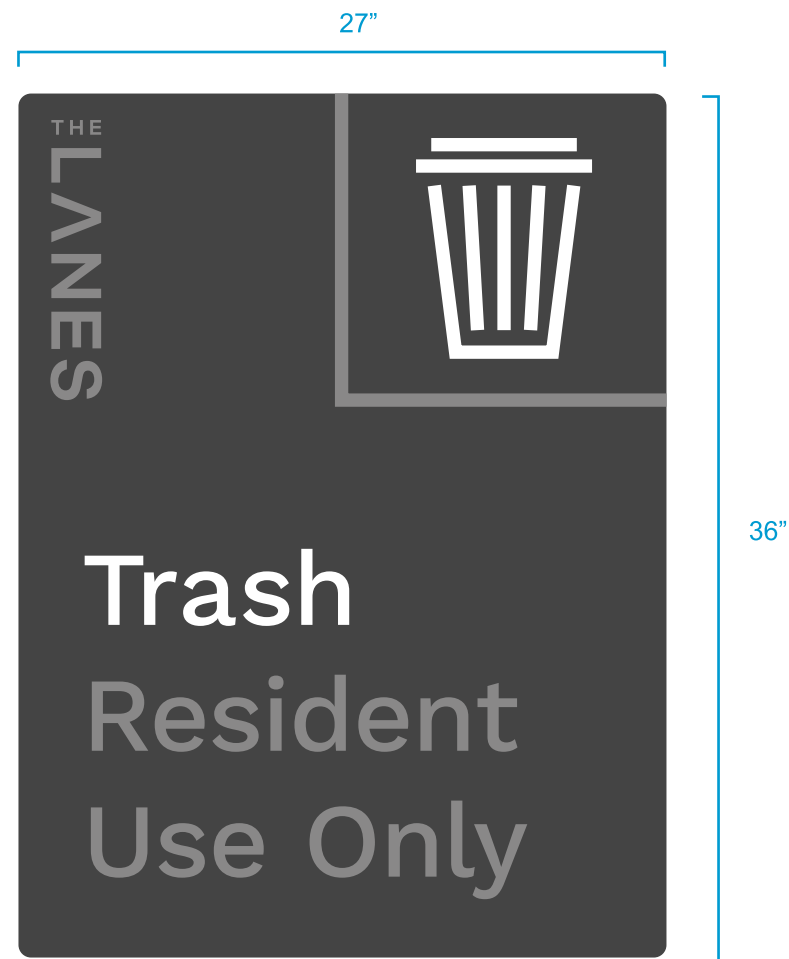 27”
THE
LANES
36”
Trash
Resident
Use Only